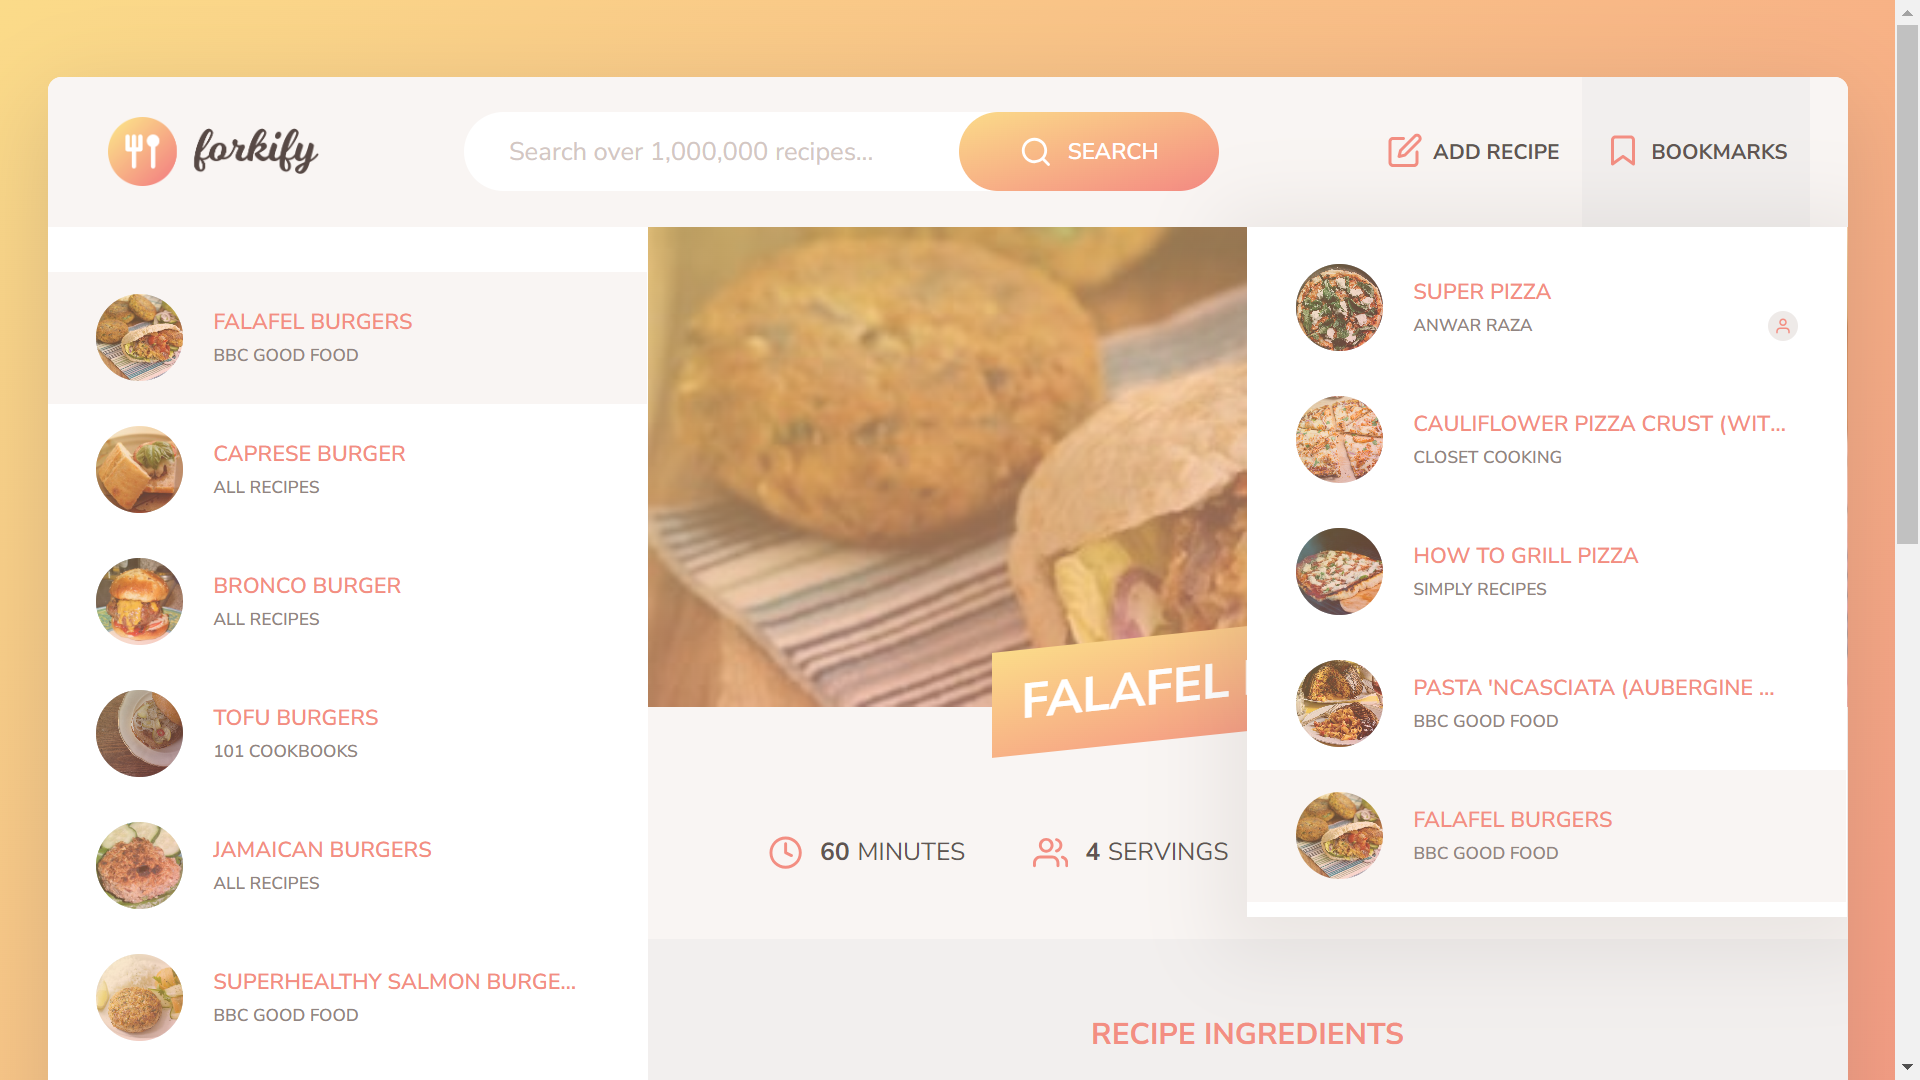 forkify
Search over 1,000,000 recipes...
SEARCH
ADD RECIPE
BOOKMARKS
FALAFEL BURGERS
BBC GOOD FOOD
CAPRESE BURGER
ALL RECIPES
BRONCO BURGER
ALL RECIPES
TOFU BURGERS
101 COOKBOOKS
JAMAICAN BURGERS
ALL RECIPES
SUPERHEALTHY SALMON BURGE...
BBC GOOD FOOD
FALAFEL
60 MINUTES
4 SERVINGS
RECIPE INGREDIENTS
SUPER PIZZA
ANWAR RAZA
CAULIFLOWER PIZZA CRUST (WIT...
CLOSET COOKING
HOW TO GRILL PIZZA
SIMPLY RECIPES
PASTA 'NCASCIATA (AUBERGINE ...
BBC GOOD FOOD
FALAFEL BURGERS
BBC GOOD FOOD